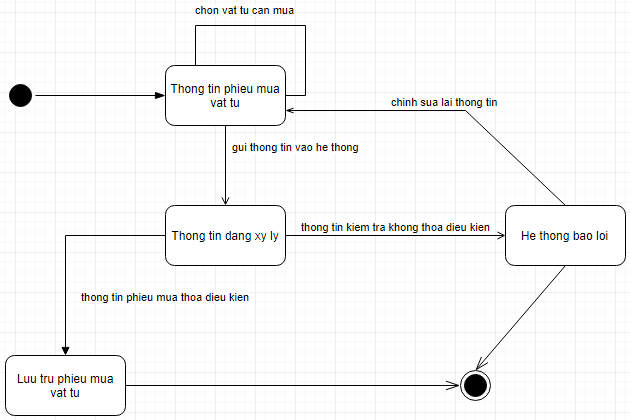 chon vat tu can mua
Thong tin phieu mua
vat tu
chinh sua lai thong tin
gui thong tin vao he thong
Thong tin dang xy ly
thong tin kiem tra khong thoa dieu kien
He thong bao loi
thong tin phieu mua thoa dieu kien
Luu tru phieu mua
vat tu